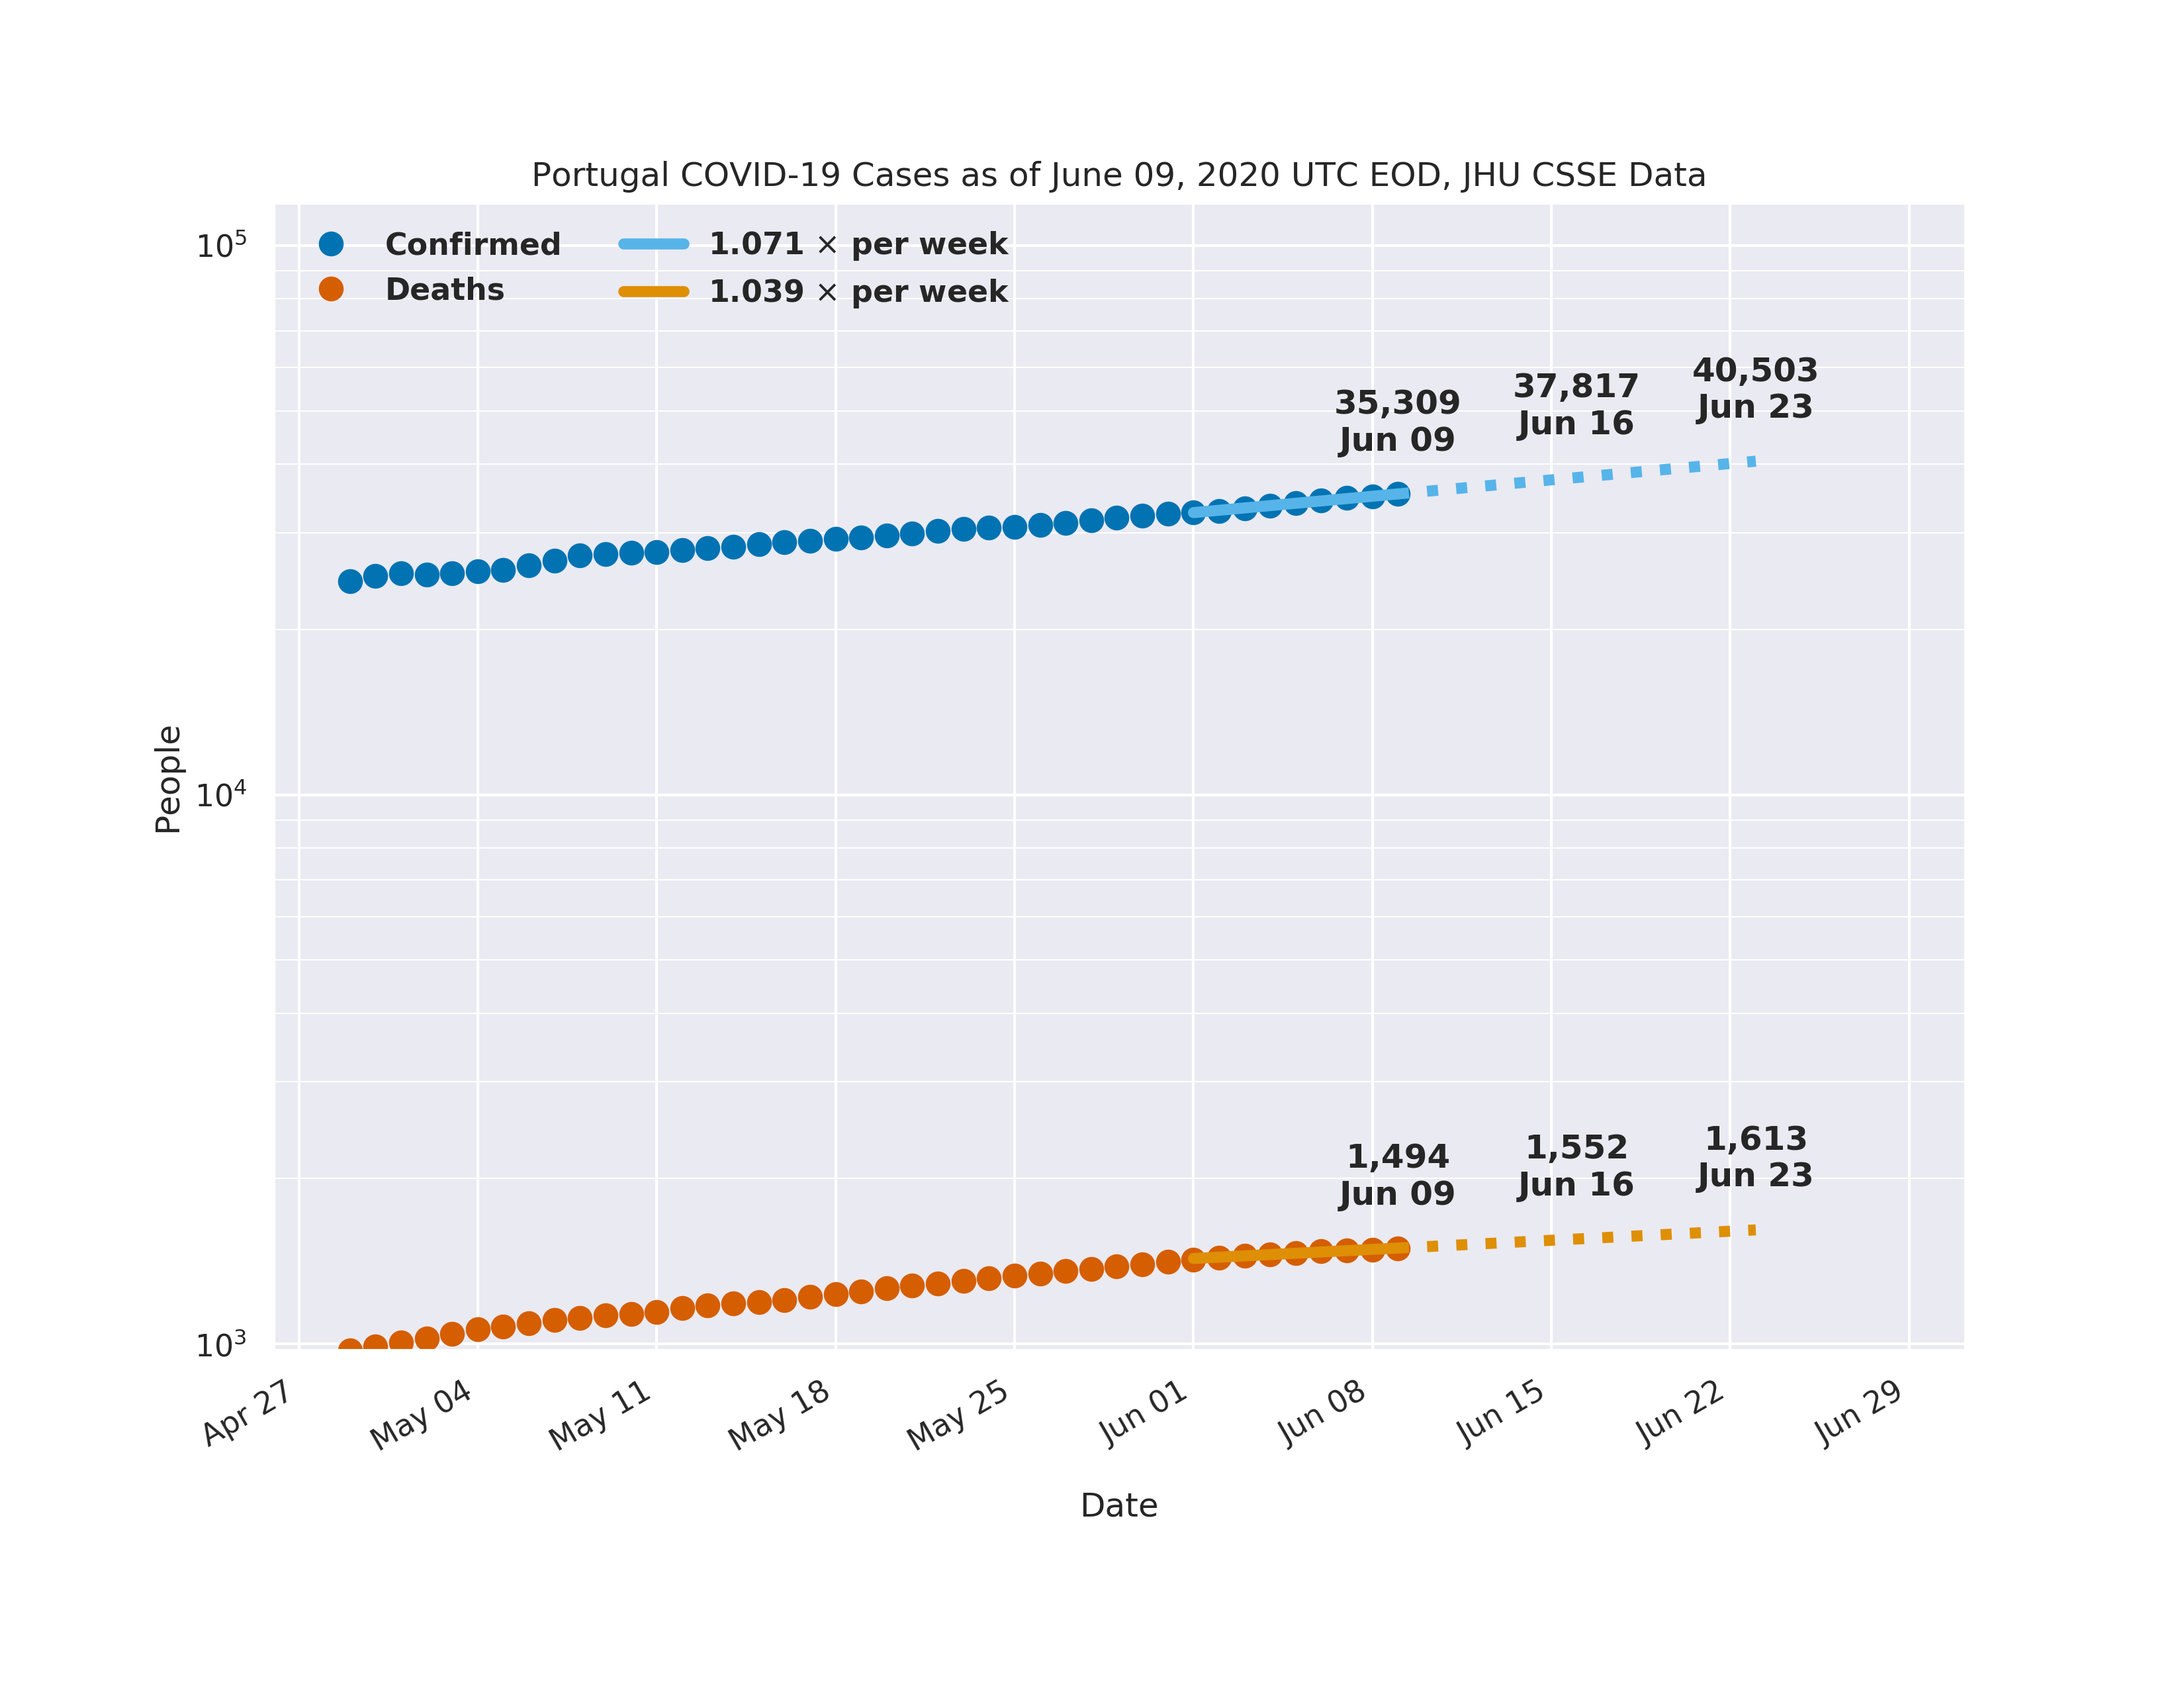 Portugal COVID-19 Cases as of June 09, 2020 UTC EOD, JHU CSSE Data
Confirmed
Deaths
1.071 × per week
1.039 × per week
35,309
Jun 09
37,817
Jun 16
40,503
Jun 23
1,494
Jun 09
1,552
Jun 16
1,613
Jun 23
People
10⁵
10⁴
10³
Apr 27
May 04
May 11
May 18
May 25
Jun 01
Jun 08
Jun 15
Jun 22
Jun 29
Date